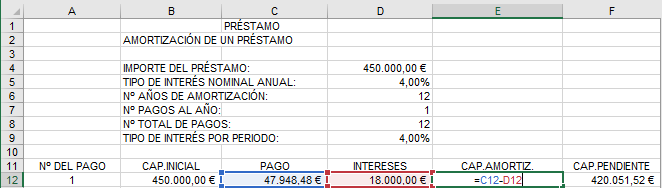 A B C D E F
1 PRÉSTAMO
2 AMORTIZACIÓN DE UN PRÉSTAMO
3
4 IMPORTE DEL PRÉSTAMO: 450.000,00 €
5 TIPO DE INTERÉS NOMINAL ANUAL: 4,00%
6 Nº AÑOS DE AMORTIZACIÓN: 12
7 Nº PAGOS AL AÑO: 1
8 Nº TOTAL DE PAGOS: 12
9 TIPO DE INTERÉS POR PERIODO: 4,00%
10
11 Nº DEL PAGO CAP.INICIAL PAGO INTERESES CAP.AMORTIZ. CAP.PENDIENTE
12 1 450.000,00 € 47.948,48 € 18.000,00 € =C12-D12 420.051,52 €